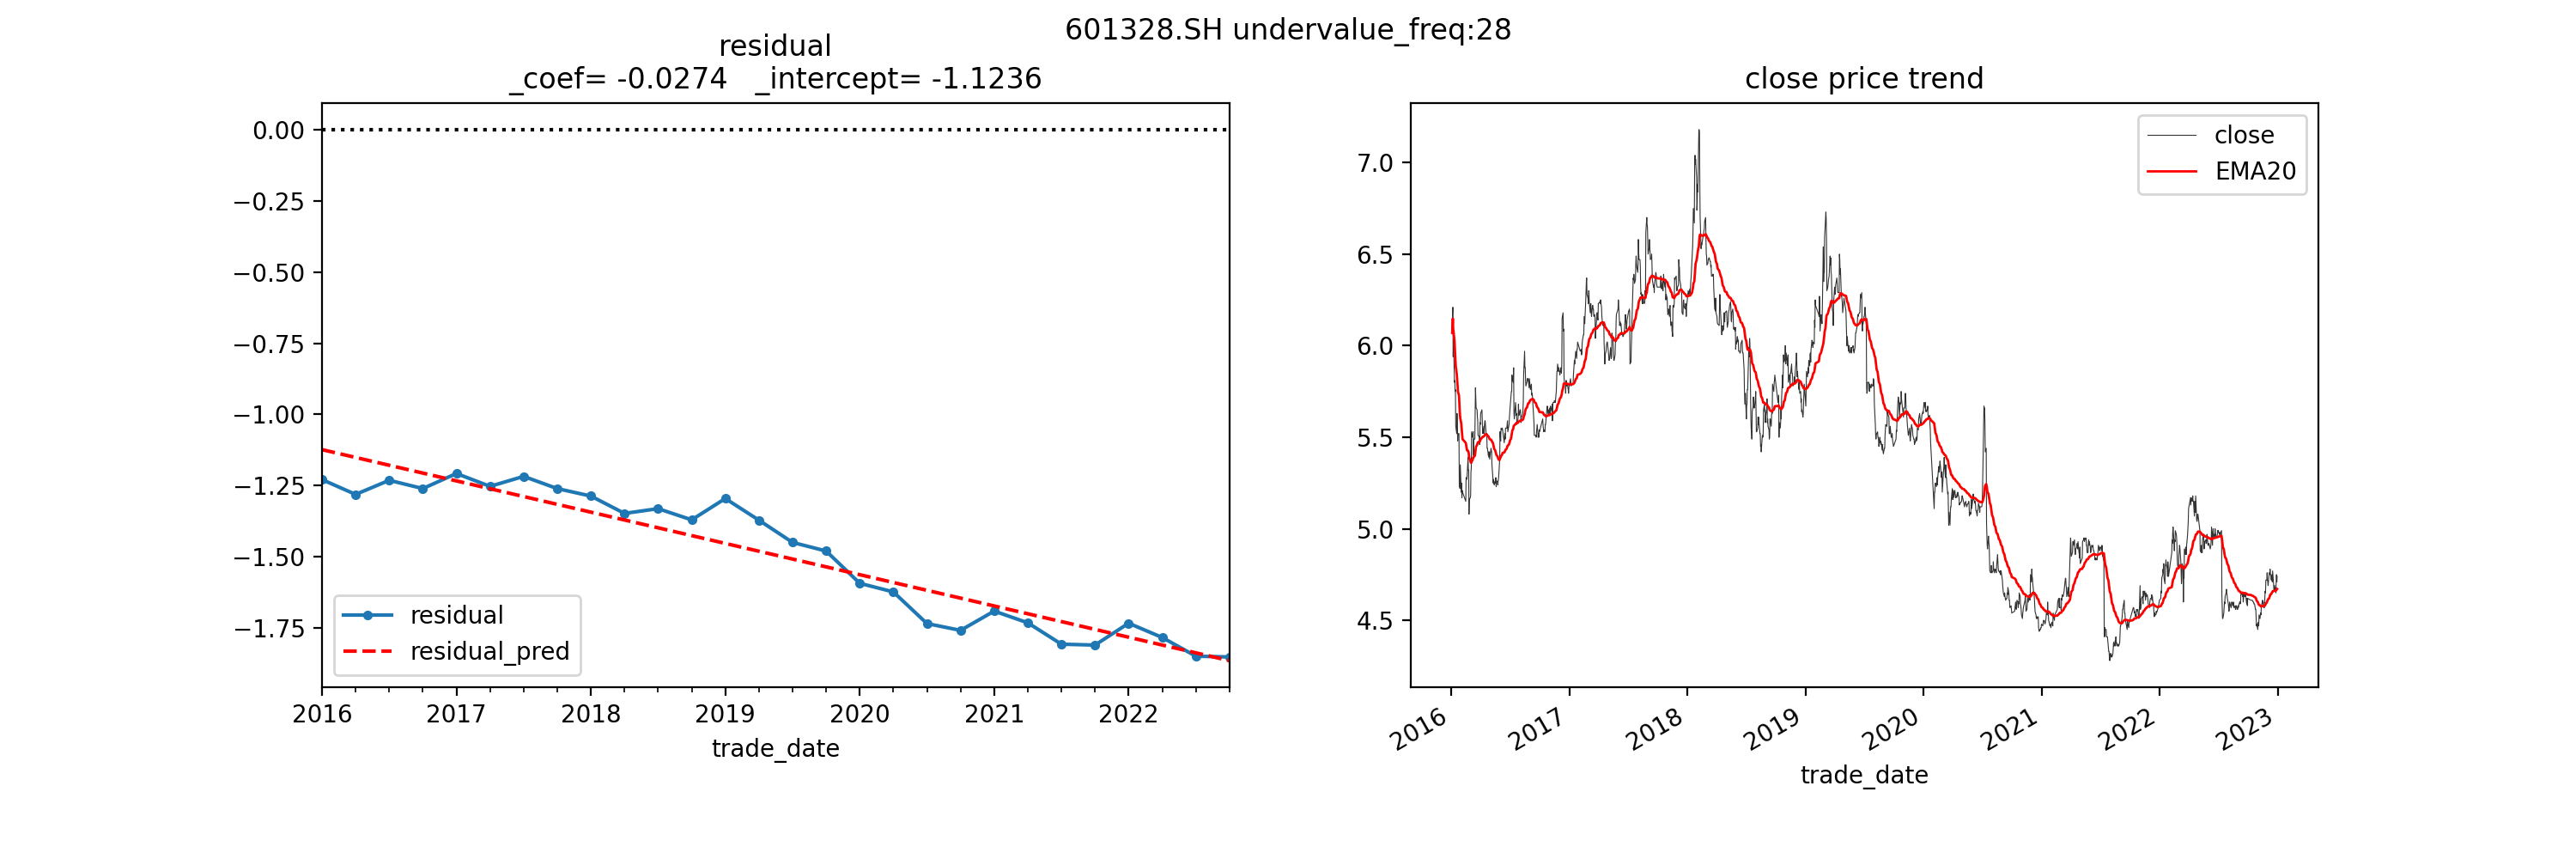 601328.SH undervalue_freq:28
residual
_coef= -0.0274 _intercept= -1.1236
0.00
−0.25
−0.50
−0.75
−1.00
−1.25
−1.50
−1.75
residual
residual_pred
2016 2017 2018 2019 2020 2021 2022
trade_date
close price trend
close
EMA20
7.0
6.5
6.0
5.5
5.0
4.5
2016 2017 2018 2019 2020 2021 2022 2023
trade_date